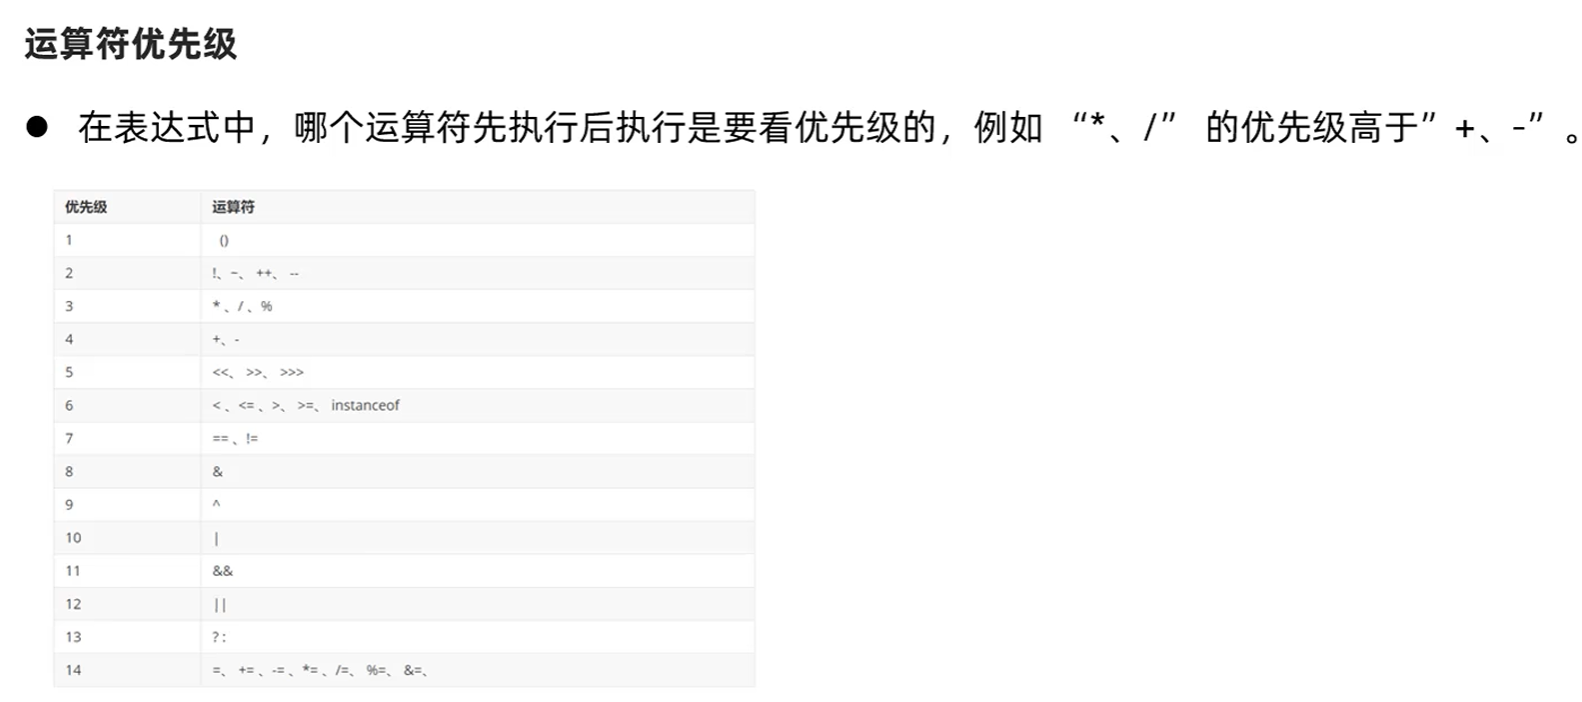 运算符优先级
● 在表达式中，哪个运算符先执行后执行是要看优先级的，例如 “*、/” 的优先级高于” +、-” 。
优先级 运算符
1 ()
2 !、~、 ++、 --
3 * 、/ 、%
4 +、-
5 <<、 >>、 >>>
6 < 、<= 、>、 >=、 instanceof
7 == 、!=
8 &
9 ^
10 |
11 &&
12 ||
13 ? :
14 =、 += 、-= 、*= 、/=、 %=、 &=、